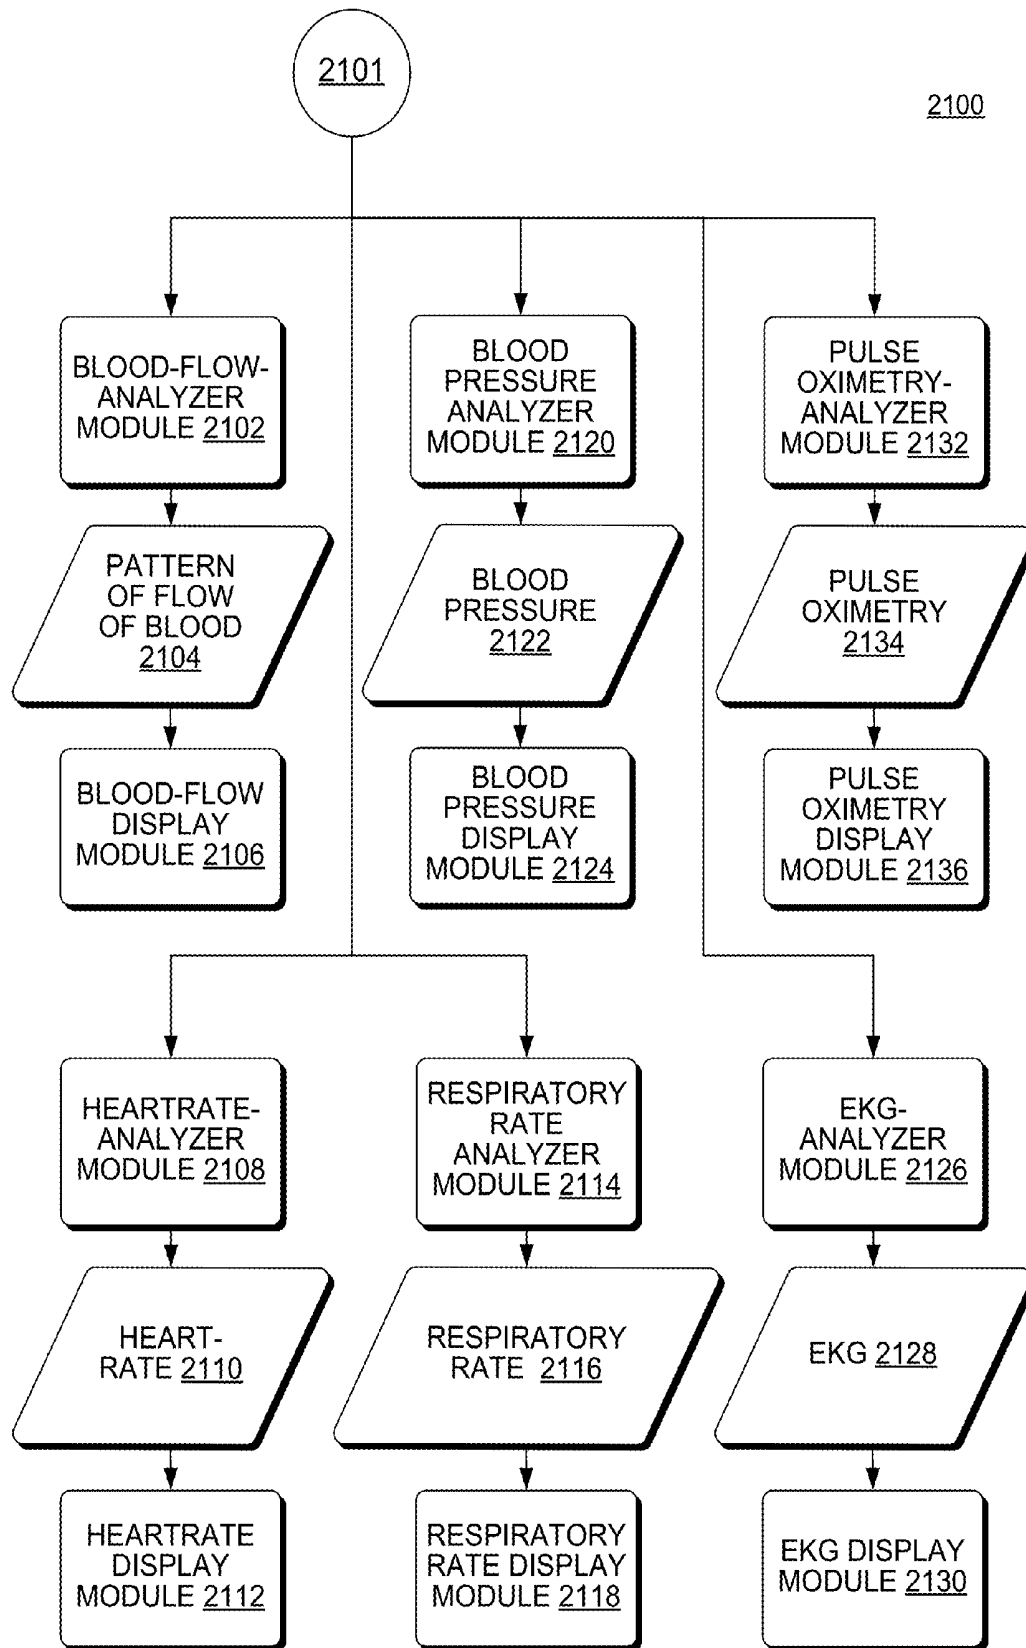 2101
2100
BLOOD-FLOW-
ANALYZER
MODULE 2102
BLOOD
PRESSURE
ANALYZER
MODULE 2120
PULSE
OXIMETRY-
ANALYZER
MODULE 2132
PATTERN
OF FLOW
OF BLOOD
2104
BLOOD
PRESSURE
2122
PULSE
OXIMETRY
2134
BLOOD-FLOW
DISPLAY
MODULE 2106
BLOOD
PRESSURE
DISPLAY
MODULE 2124
PULSE
OXIMETRY
DISPLAY
MODULE 2136
HEARTRATE-
ANALYZER
MODULE 2108
RESPIRATORY
RATE
ANALYZER
MODULE 2114
EKG-
ANALYZER
MODULE 2126
HEART-
RATE 2110
RESPIRATORY
RATE 2116
EKG 2128
HEARTRATE
DISPLAY
MODULE 2112
RESPIRATORY
RATE DISPLAY
MODULE 2118
EKG DISPLAY
MODULE 2130